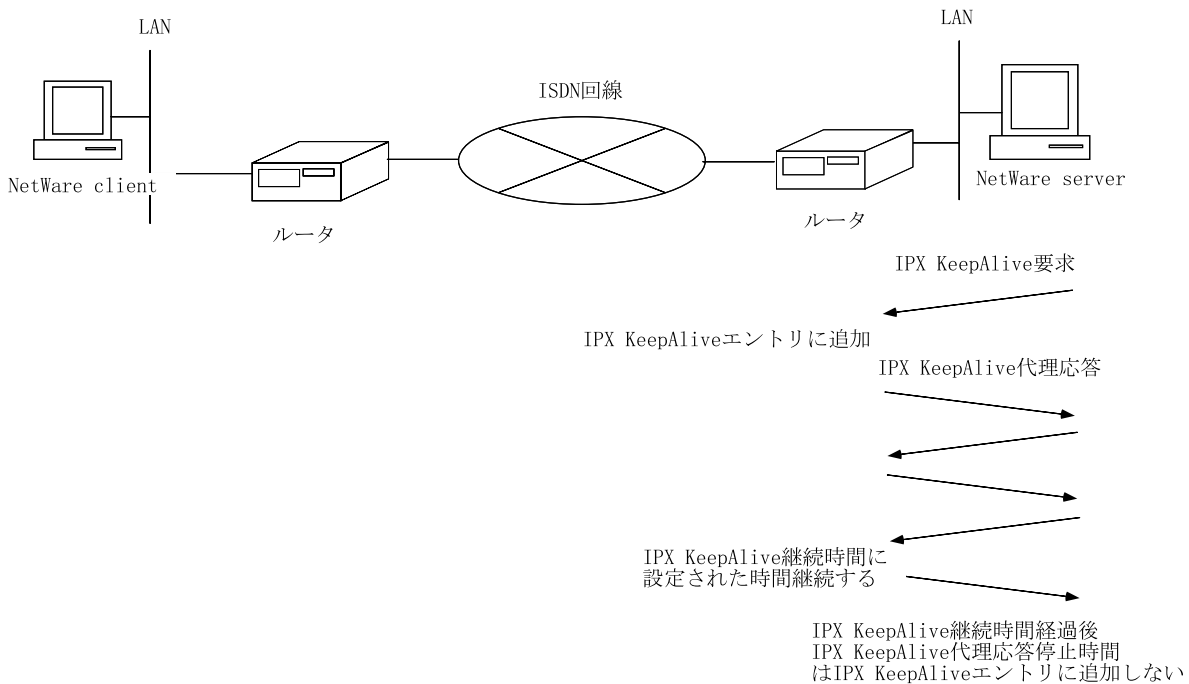 LAN
LAN
ISDN回線
NetWare client
NetWare server
ルータ
ルータ
IPX KeepAlive要求
IPX KeepAliveエントリに追加
IPX KeepAlive代理応答
IPX KeepAlive継続時間に
設定された時間継続する
IPX KeepAlive継続時間経過後
IPX KeepAlive代理応答停止時間
はIPX KeepAliveエントリに追加しない